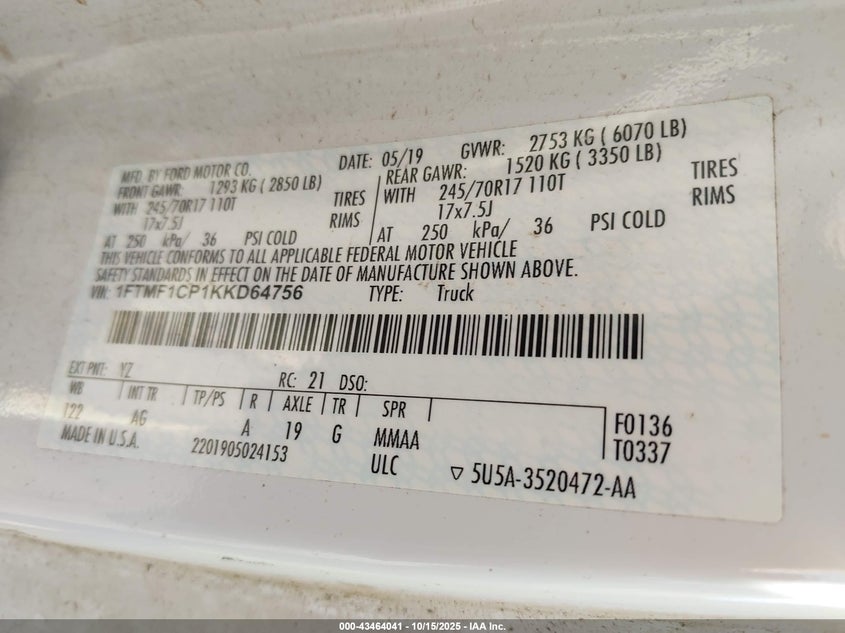 MFD. BY FORD MOTOR CO. DATE: 05/19 GVWR: 2753 KG ( 6070 LB)
FRONT GAWR: 1293 KG ( 2850 LB) REAR GAWR: 1520 KG ( 3350 LB)
WITH 245/70R17 110T TIRES WITH 245/70R17 110T TIRES
17x7.5J RIMS 17x7.5J RIMS
AT 250 kPa/ 36 PSI COLD AT 250 kPa/ 36 PSI COLD
THIS VEHICLE CONFORMS TO ALL APPLICABLE FEDERAL MOTOR VEHICLE
SAFETY STANDARDS IN EFFECT ON THE DATE OF MANUFACTURE SHOWN ABOVE.
VIN: 1FTMF1CP1KKD64756 TYPE: Truck
EXT PNT: YZ RC: 21 DSO:
WB INT TR TP/PS R AXLE TR SPR F0136
122 AG A 19 G MMAA T0337
MADE IN U.S.A. 2201905024153 ULC ▽ 5U5A-3520472-AA
000-43464041 - 10/15/2025 - IAA Inc.